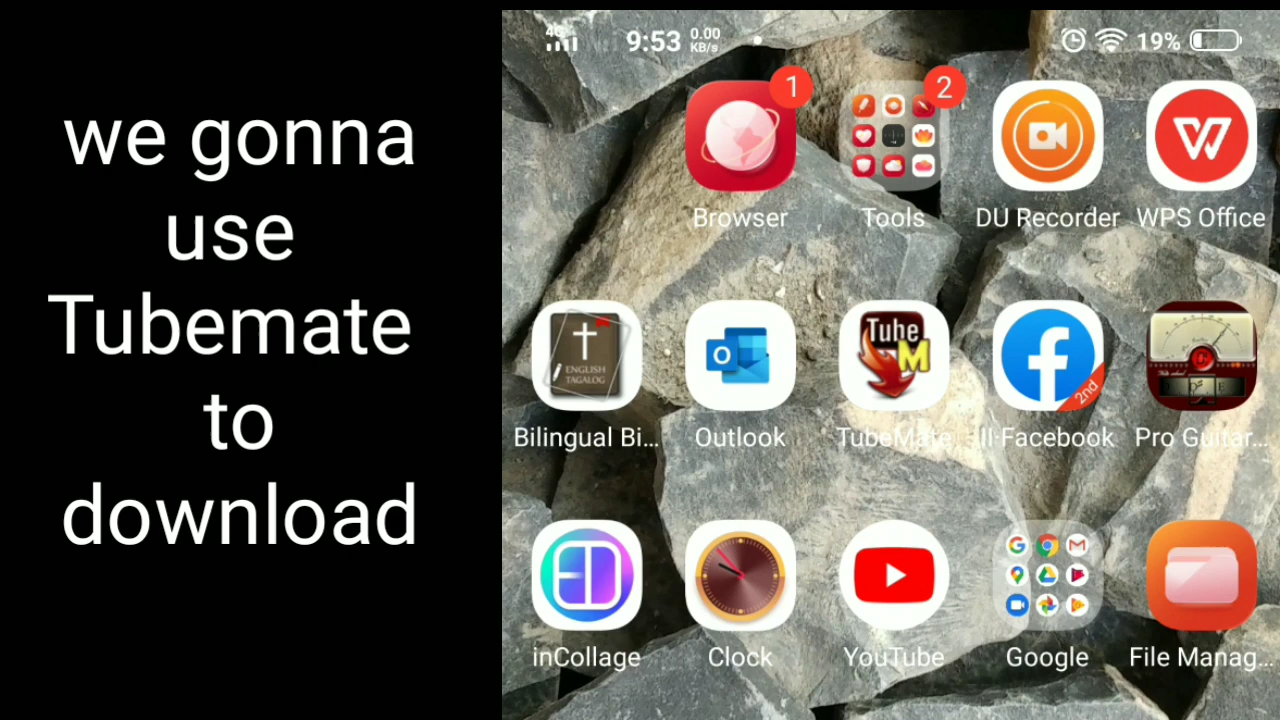 we gonna
use
Tubemate
to
download
4G 9:53 0.00 KB/s 19%
1 2
Browser Tools DU Recorder WPS Office
ENGLISH
TAGALOG
Tube
M
2nd
Bilingual Bi... Outlook TubeMate II·Facebook Pro Guitar...
inCollage Clock YouTube Google File Manag...